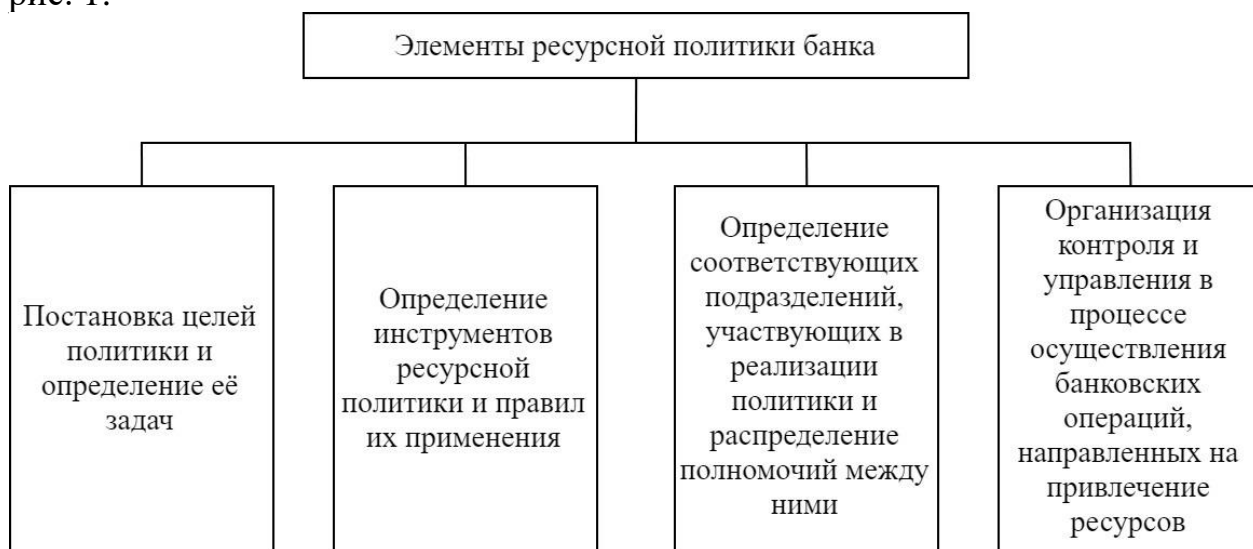 рис. 1.
Элементы ресурсной политики банка
Постановка целей
политики и
определение её
задач
Определение
инструментов
ресурсной
политики и правил
их применения
Определение
соответствующих
подразделений,
участвующих в
реализации
политики и
распределение
полномочий между
ними
Организация
контроля и
управления в
процессе
осуществления
банковских
операций,
направленных на
привлечение
ресурсов